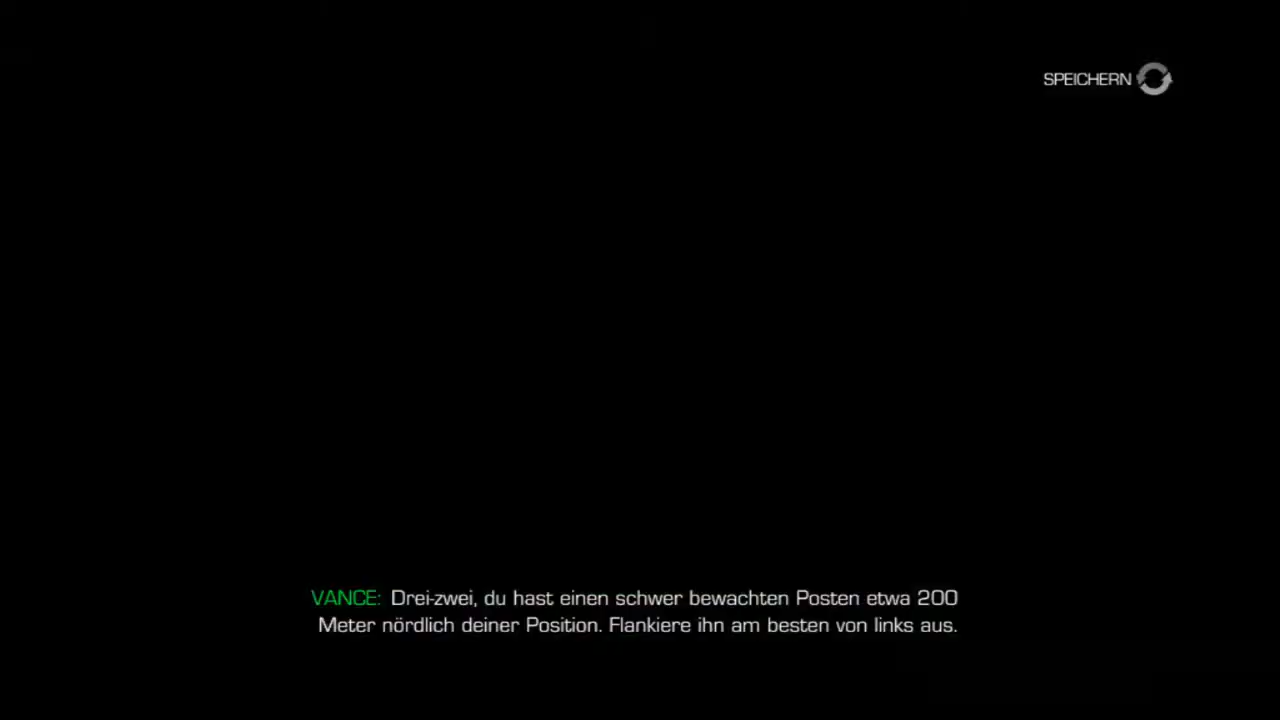 SPEICHERN
VANCE: Drei-zwei, du hast einen schwer bewachten Posten etwa 200
Meter nördlich deiner Position. Flankiere ihn am besten von links aus.